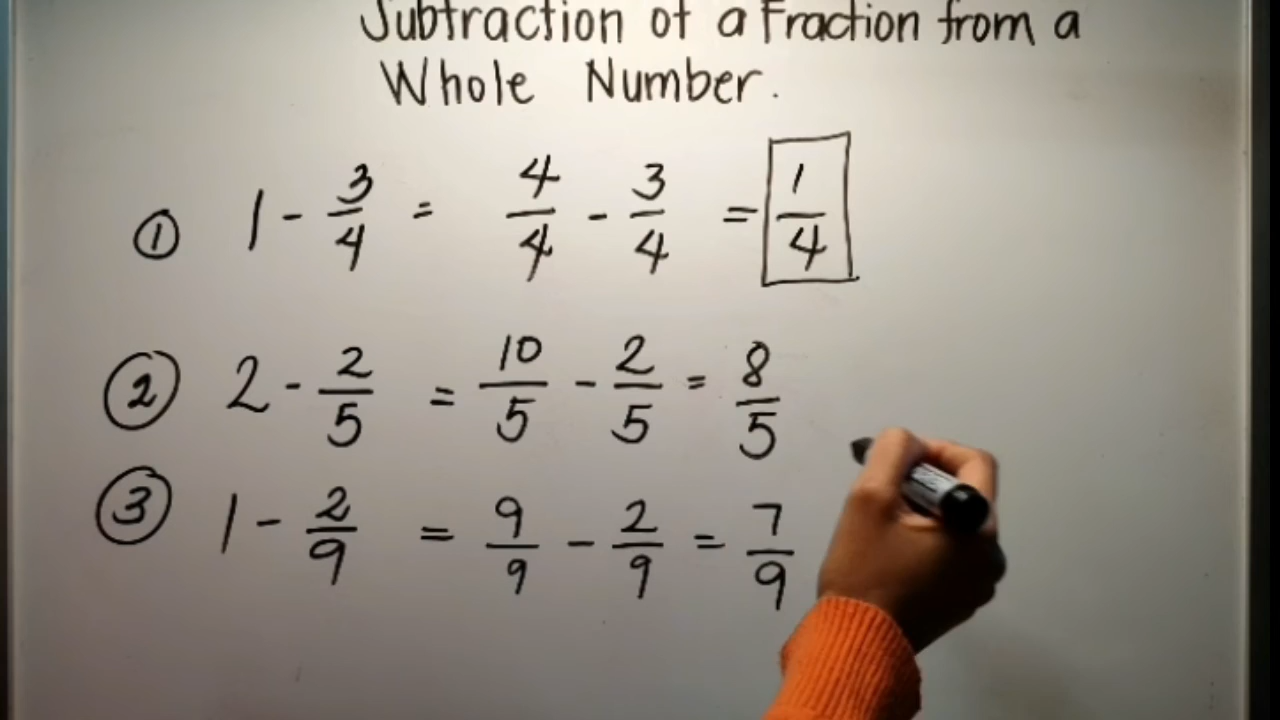 Subtraction of a Fraction from a
Whole Number.
① 1 - 3/4 = 4/4 - 3/4 = 1/4
② 2 - 2/5 = 10/5 - 2/5 = 8/5
③ 1 - 2/9 = 9/9 - 2/9 = 7/9